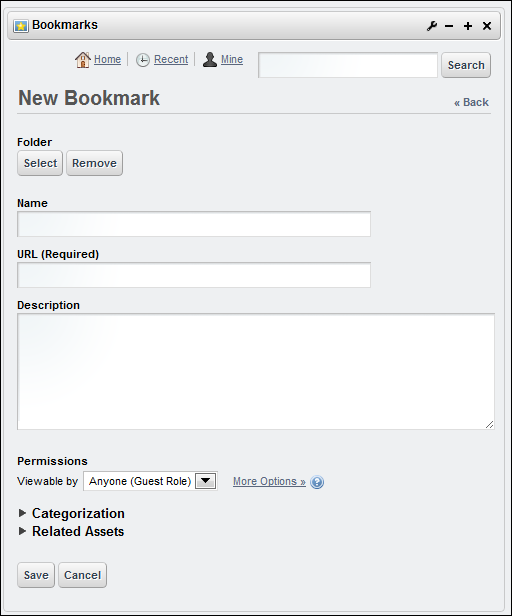 Bookmarks
Home Recent Mine Search
New Bookmark « Back
Folder
Select Remove
Name
URL (Required)
Description
Permissions
Viewable by Anyone (Guest Role) More Options » ?
Categorization
Related Assets
Save Cancel